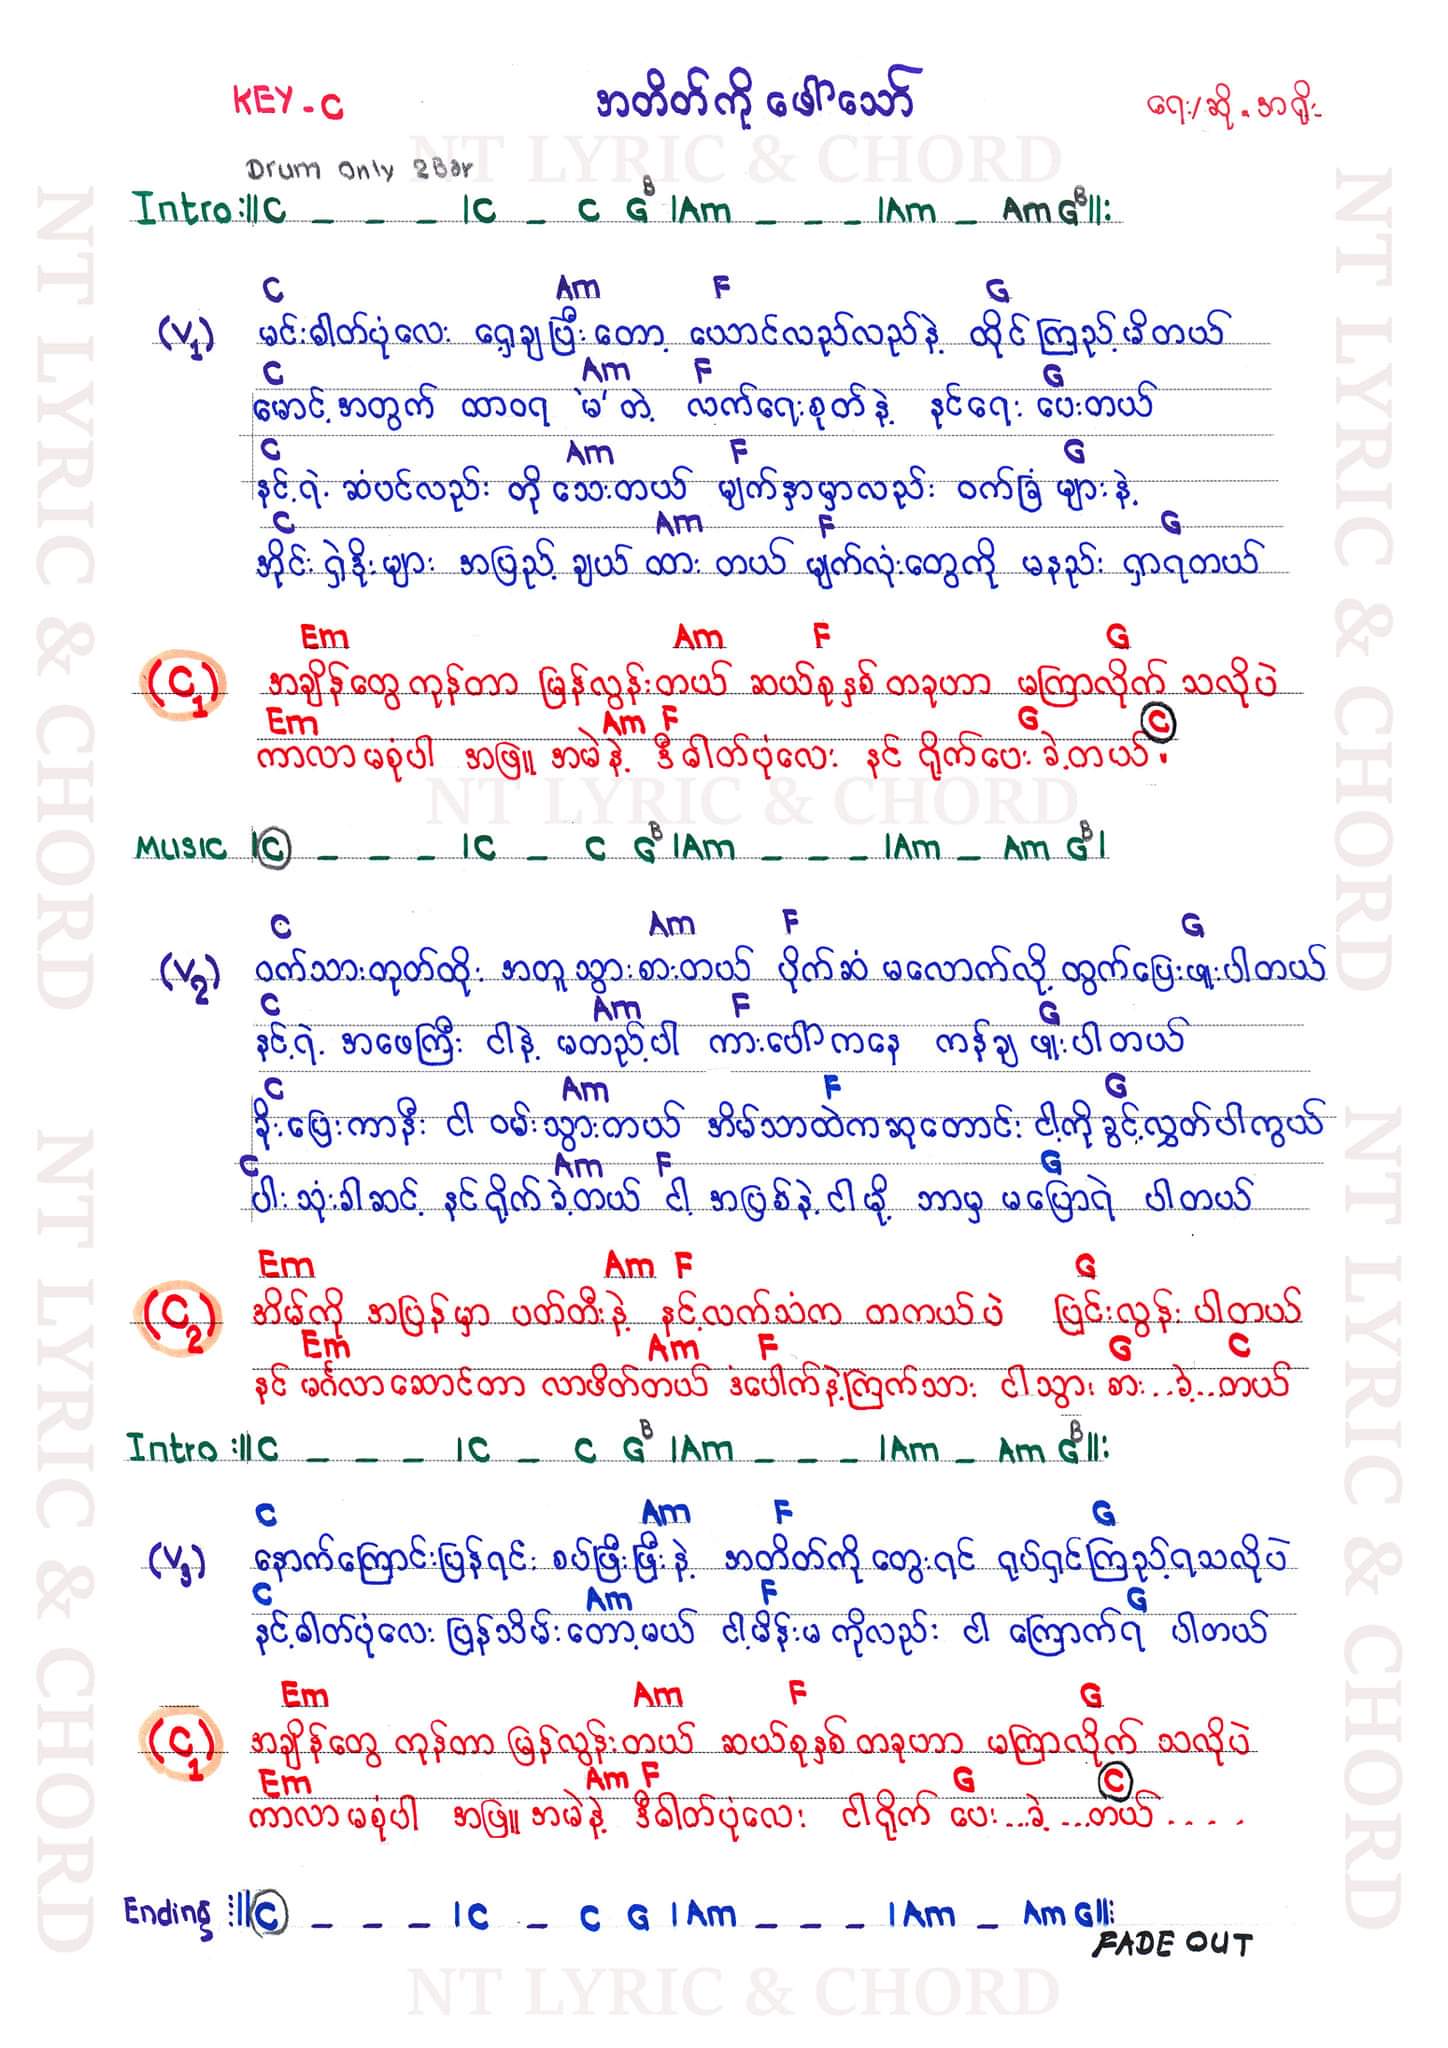 KEY - C
အတိတ်ကို ဖေါ်သော်
ရေး/ဆို - အရိုး
NT LYRIC & CHORD
Drum Only 2Bar
Intro :||C _ _ _ |C _ C G^B |Am _ _ _ |Am _ Am G^B||:
C Am F G
(V1) မင်းဓါတ်ပုံလေး ရှေ့ချပြီးတော့ ယောင်လည်လည်နဲ့ ထိုင်ကြည့်မိတယ်
C Am F G
မောင့်အတွက် ထာဝရ 'မ' တဲ့ လက်ရေးစုတ်နဲ့ နင်ရေး ပေးတယ်
C Am F G
နင့်ရဲ့ ဆံပင်လည်း တိုသေးတယ် မျက်နှာမှာလည်း ဝက်ခြံ များနဲ့
C Am F G
အိုင်းရှဲဒိုးများ အပြည့် ချယ်ထားတယ် မျက်လုံးတွေကို မနည်း ရှာရတယ်
Em Am F G
(C1) အချိန်တွေ ကုန်တာ မြန်လွန်းတယ် ဆယ်စုနှစ် တခုဟာ မကြာလိုက် သလိုပဲ
Em Am F G C
ကာလာမစုံပါ အဖြူ အမဲနဲ့ ဒီဓါတ်ပုံလေး နင် ရိုက်ပေး ခဲ့တယ်.
NT LYRIC & CHORD
MUSIC |C _ _ _ |C _ C G^B |Am _ _ _ |Am _ Am G^B |
C Am F G
(V2) ဝက်သားတုတ်ထိုး အတူသွားစားတယ် ပိုက်ဆံ မလောက်လို့ ထွက်ပြေးဖူးပါတယ်
C Am F G
နင့်ရဲ့ အဖေကြီး ငါနဲ့ မတည့်ပါ ကားပေါ်ကနေ ကန်ချ ဖူးပါတယ်
C Am F G
ခိုးပြေးကာနီး ငါ ဝမ်းသွားတယ် အိမ်သာထဲကဆုတောင်း ငါ့ကိုခွင့်လွှတ်ပါကွယ်
C Am F G
ပါးသုံးခါဆင့် နင်ရိုက်ခဲ့တယ် ငါ့ အပြစ်နဲ့ငါမို့ ဘာမှ မပြောရဲ ပါတယ်
Em Am F G
(C2) အိမ်ကို အပြန်မှာ ပတ်တီးနဲ့ နင့်လက်သံက တကယ်ပဲ ပြင်းလွန်းပါတယ်
Em Am F G C
နင် မင်္ဂလာဆောင်တာ လာဖိတ်တယ် ဒံပေါက်နဲ့ကြက်သား ငါသွား စား..ခဲ့..တယ်
Intro :||C _ _ _ |C _ C G^B |Am _ _ _ |Am _ Am G^B||:
C Am F G
(V3) နောက်ကြောင်းပြန်ရင်း စပ်ဖြီးဖြီးနဲ့ အတိတ်ကိုတွေးရင် ရုပ်ရှင်ကြည့်ရသလိုပဲ
C Am F G
နင့်ဓါတ်ပုံလေး ပြန်သိမ်းတော့မယ် ငါ့မိန်းမကိုလည်း ငါ ကြောက်ရ ပါတယ်
Em Am F G
(C1) အချိန်တွေ ကုန်တာ မြန်လွန်းတယ် ဆယ်စုနှစ်တခုဟာ မကြာလိုက် သလိုပဲ
Em Am F G C
ကာလာမစုံပါ အဖြူ အမဲနဲ့ ဒီဓါတ်ပုံလေး ငါရိုက် ပေး...ခဲ့...တယ်....
Ending :||C _ _ _ |C _ C G |Am _ _ _ |Am _ Am G||:
FADE OUT
NT LYRIC & CHORD
NT LYRIC & CHORD
NT LYRIC & CHORD
NT LYRIC & CHORD
NT LYRIC & CHORD